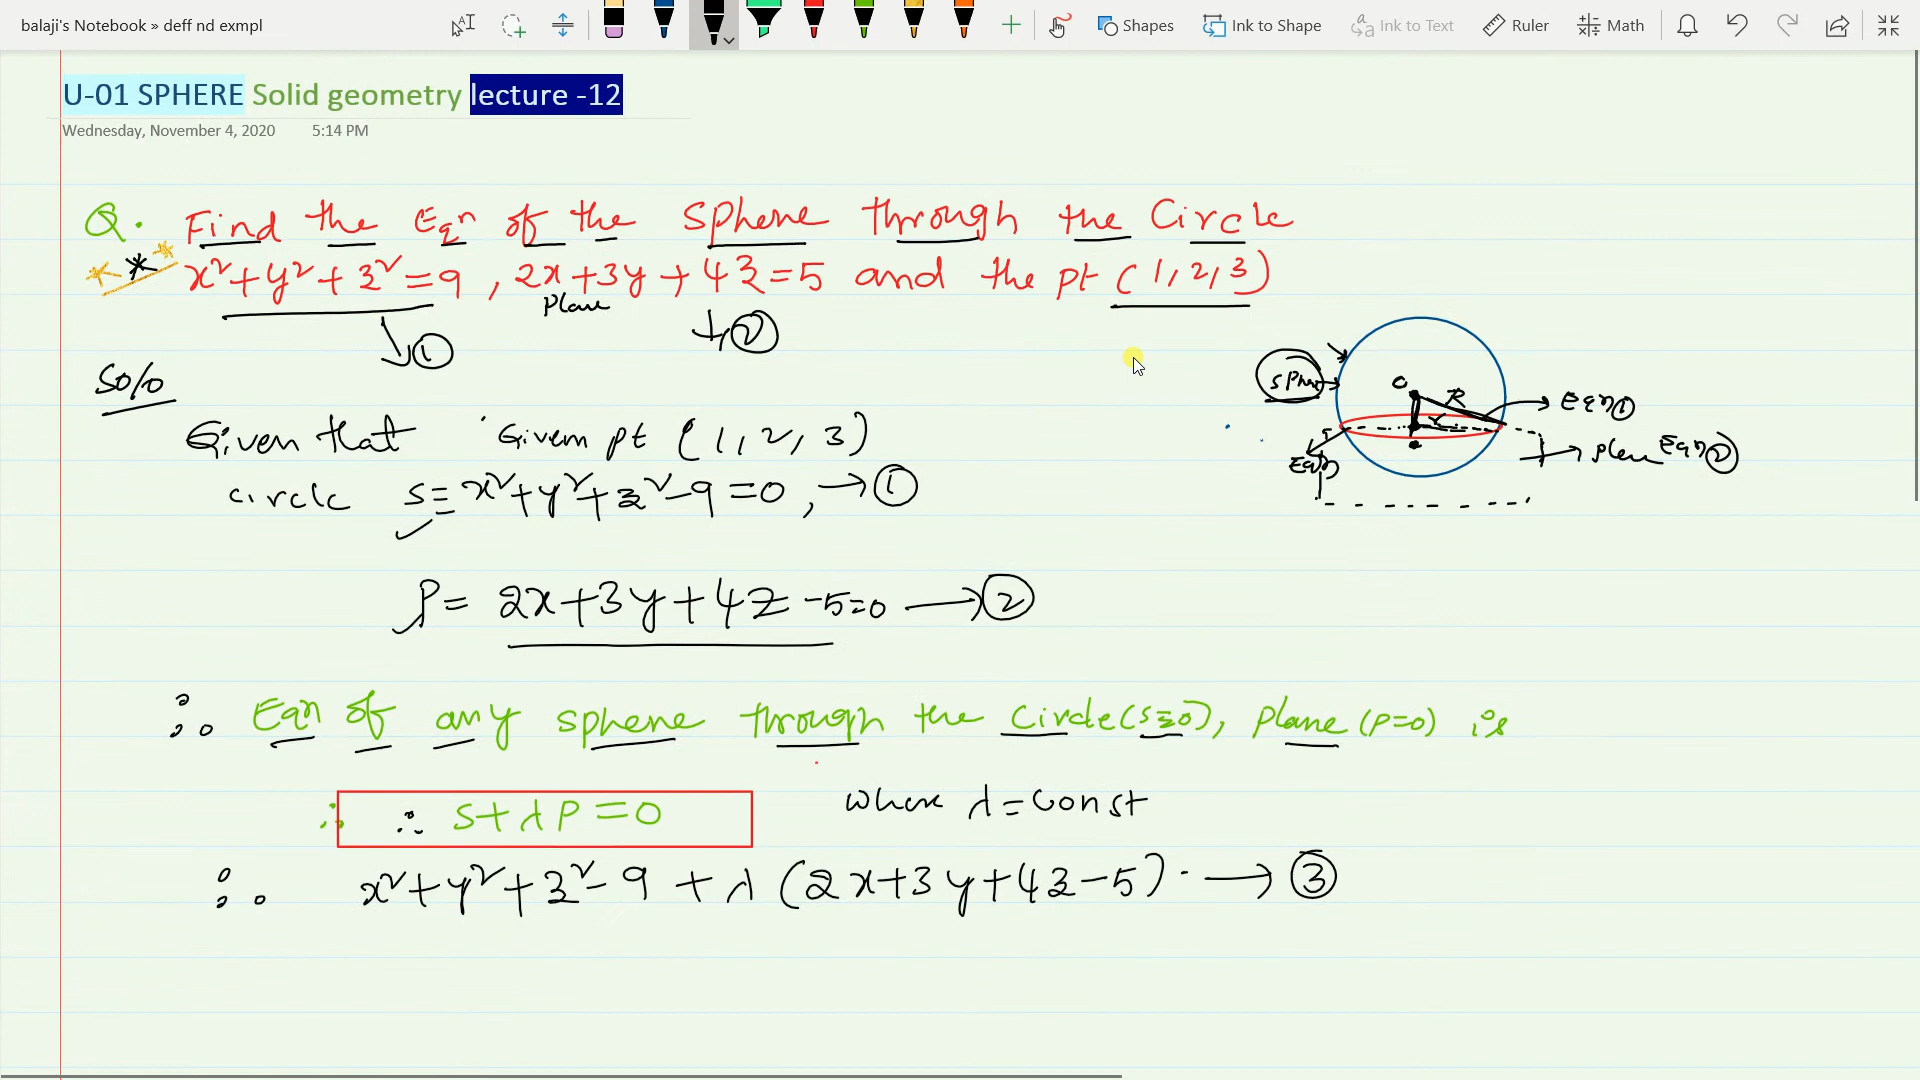 balaji's Notebook » deff nd exmpl
Shapes Ink to Shape Ink to Text Ruler Math
U-01 SPHERE Solid geometry lecture -12
Wednesday, November 4, 2020 5:14 PM
Q. Find the Eqn of the Sphere through the Circle
x²+y²+z²=9, 2x+3y+4z=5 and the pt (1,2,3)
plane
① ②
Soln
Given that Given pt (1,2,3)
circle S≡x²+y²+z²-9=0, → ①
P= 2x+3y+4z-5=0 → ②
∴ Eqn of any sphere through the circle(S=0), plane (P=0) is
∴ ∴ S+λP=0 where λ=const
∴ x²+y²+z²-9+λ(2x+3y+4z-5). → ③
sphere
O R
r
Eqn①
plane Eqn②